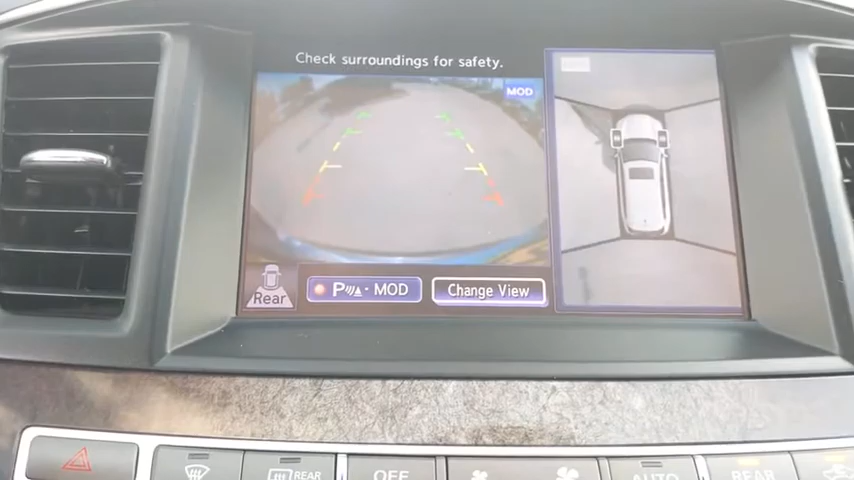 Check surroundings for safety.
MOD
Rear
P · MOD
Change View
REAR
OFF
AUTO
REAR